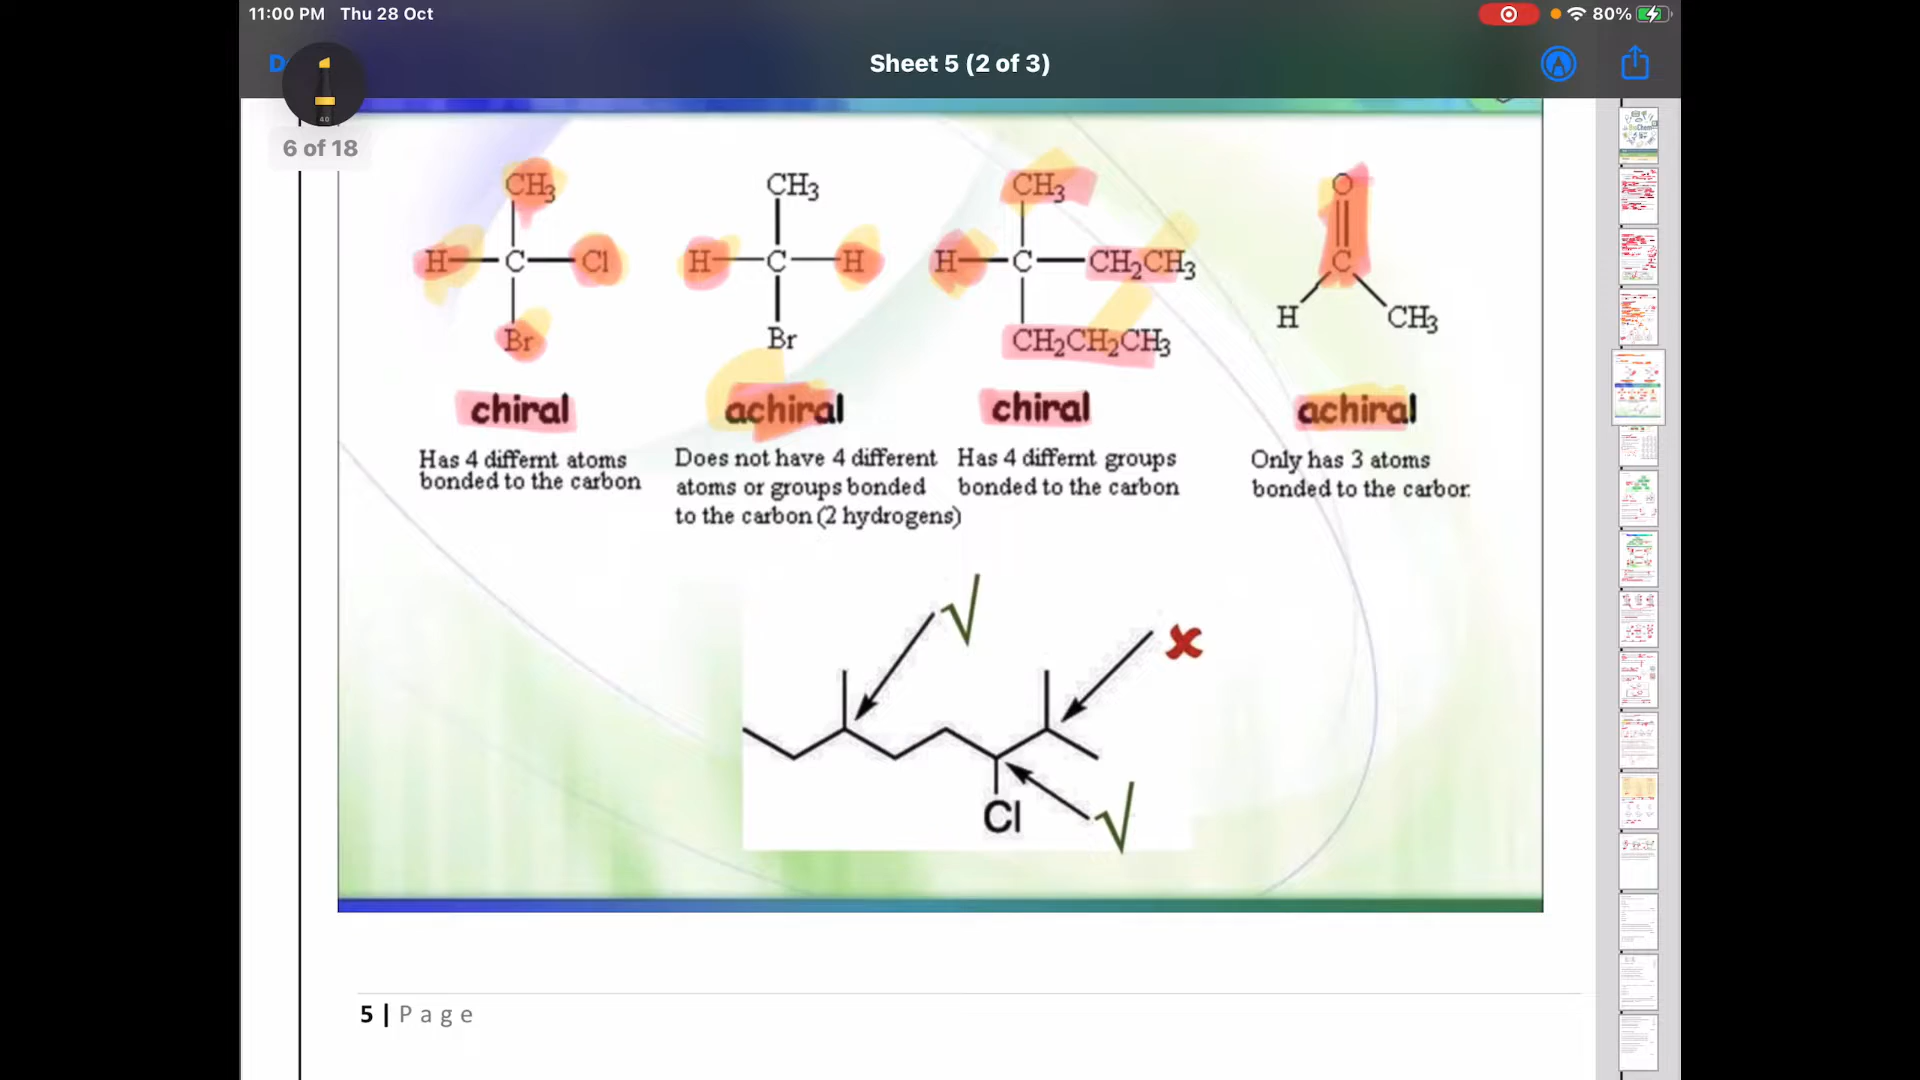 11:00 PM Thu 28 Oct
80%
Sheet 5 (2 of 3)
40
6 of 18
CH3
H C Cl
Br
chiral
Has 4 differnt atoms
bonded to the carbon
CH3
H C H
Br
achiral
Does not have 4 different
atoms or groups bonded
to the carbon (2 hydrogens)
CH3
H C CH2CH3
CH2CH2CH3
chiral
Has 4 differnt groups
bonded to the carbon
O
C
H CH3
achiral
Only has 3 atoms
bonded to the carbor.
√
✘
Cl
√
5 | Page